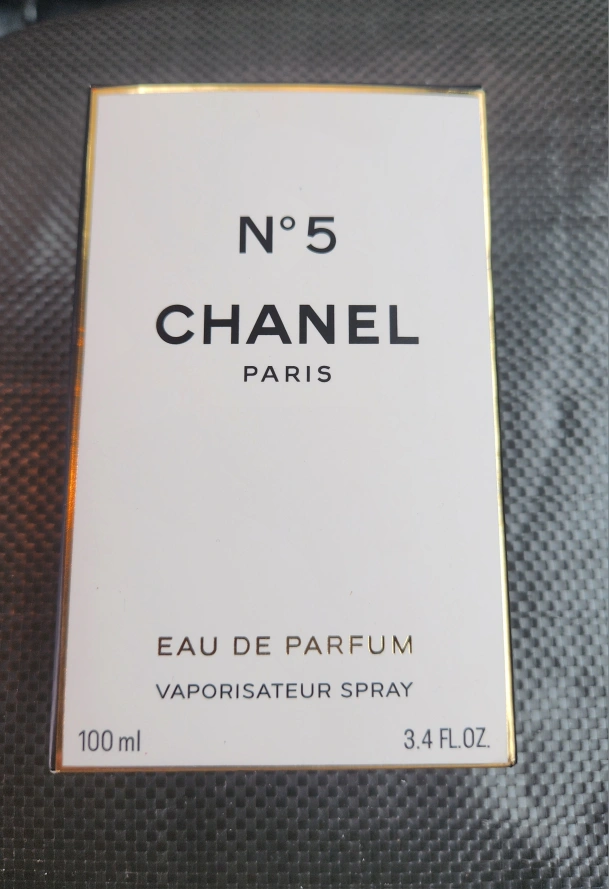 N°5
CHANEL
PARIS
EAU DE PARFUM
VAPORISATEUR SPRAY
100 ml 3.4 FL.OZ.